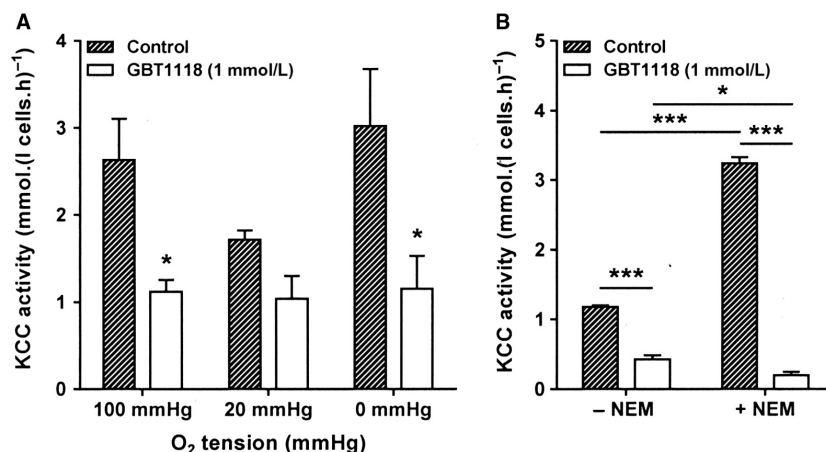 A
KCC activity (mmol.(l cells.h)⁻¹)
4
3
2
1
0
Control
GBT1118 (1 mmol/L)
*
*
100 mmHg
20 mmHg
0 mmHg
O₂ tension (mmHg)
B
KCC activity (mmol.(l cells.h)⁻¹)
5
4
3
2
1
0
Control
GBT1118 (1 mmol/L)
*
***
***
***
– NEM
+ NEM